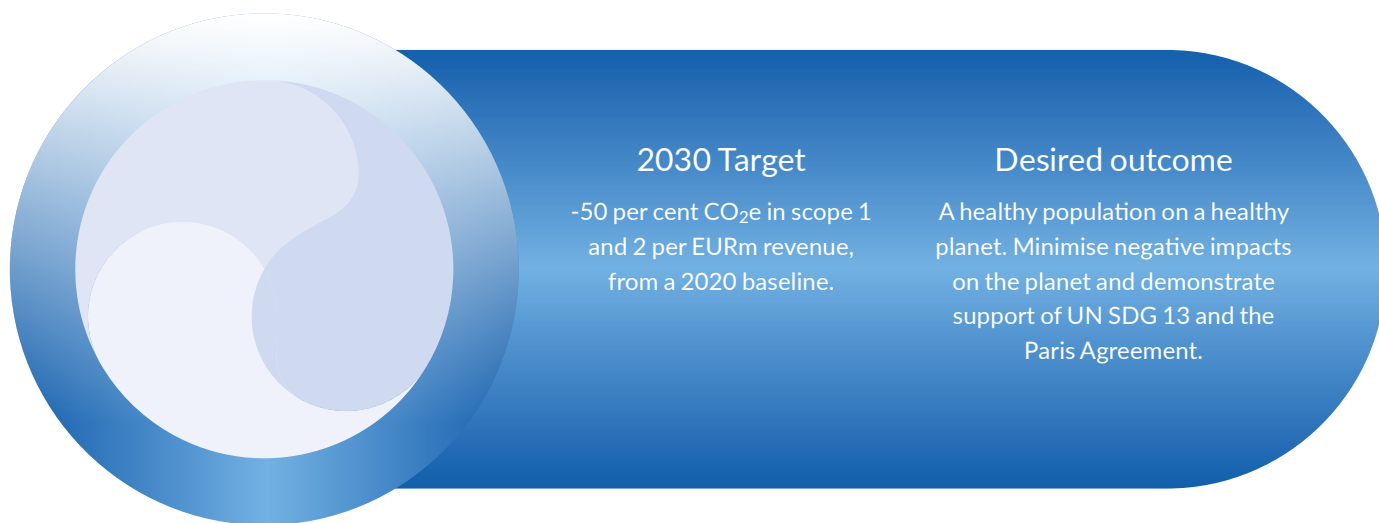 2030 Target
-50 per cent CO₂e in scope 1
and 2 per EURm revenue,
from a 2020 baseline.
Desired outcome
A healthy population on a healthy
planet. Minimise negative impacts
on the planet and demonstrate
support of UN SDG 13 and the
Paris Agreement.